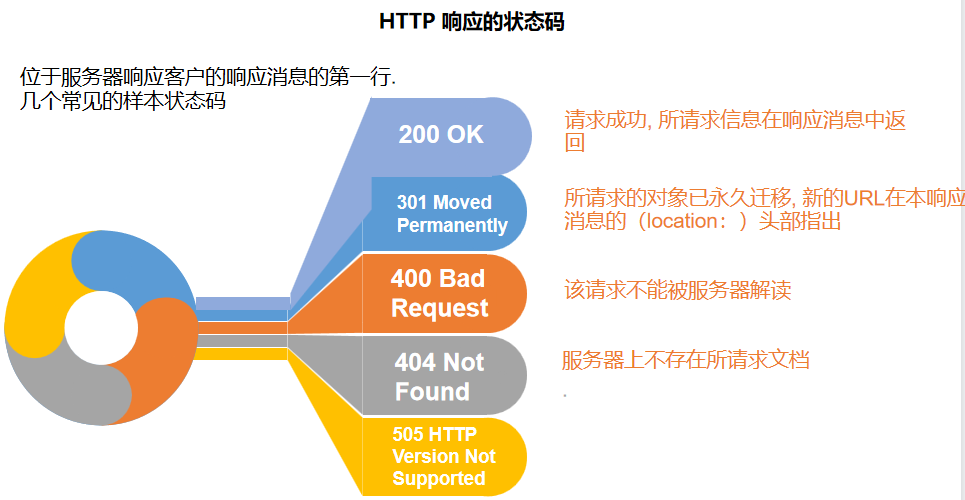 HTTP 响应的状态码
位于服务器响应客户的响应消息的第一行.
几个常见的样本状态码
200 OK
请求成功, 所请求信息在响应消息中返
回
301 Moved
Permanently
所请求的对象已永久迁移, 新的URL在本响应
消息的（location：）头部指出
400 Bad
Request
该请求不能被服务器解读
404 Not
Found
服务器上不存在所请求文档
.
505 HTTP
Version Not
Supported